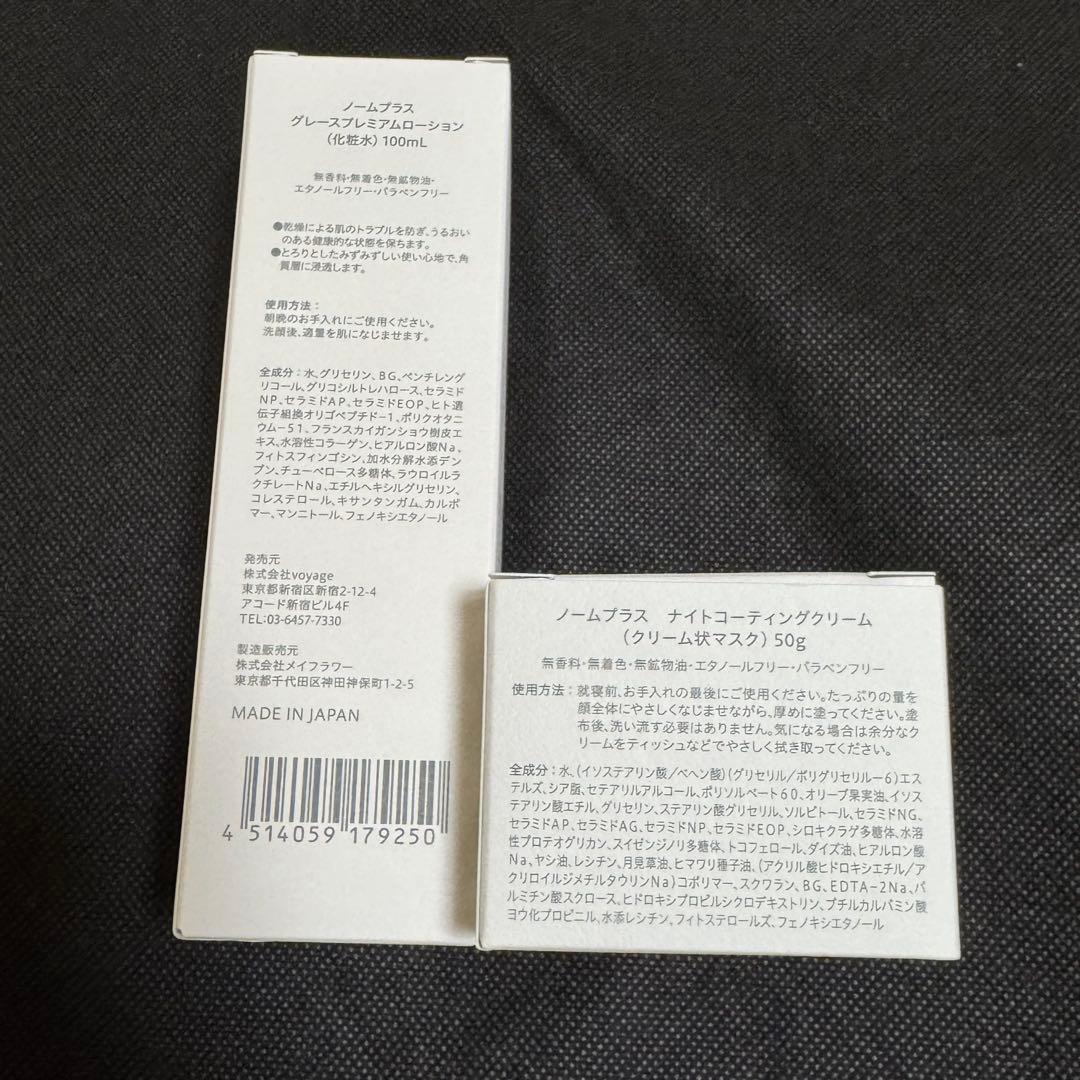 ノームプラス
グレースプレミアムローション
（化粧水）100mL
無香料・無着色・無鉱物油・
エタノールフリー・パラベンフリー
●乾燥による肌のトラブルを防ぎ、うるおい
のある健康的な状態を保ちます。
●とろりとしたみずみずしい使い心地で、角
質層に浸透します。
使用方法：
朝晩のお手入れにご使用ください。
洗顔後、適量を肌になじませます。
全成分：水、グリセリン、BG、ペンチレング
リコール、グリコシルトレハロース、セラミド
NP、セラミドAP、セラミドEOP、ヒト遺
伝子組換オリゴペプチド－1、ポリクオタニ
ウム－51、フランスカイガンショウ樹皮エ
キス、水溶性コラーゲン、ヒアルロン酸Na、
フィトスフィンゴシン、加水分解水添デン
プン、チューベロース多糖体、ラウロイルラ
クチレートNa、エチルヘキシルグリセリン、
コレステロール、キサンタンガム、カルボ
マー、マンニトール、フェノキシエタノール
発売元
株式会社voyage
東京都新宿区新宿2-12-4
アコード新宿ビル4F
TEL:03-6457-7330
製造販売元
株式会社メイフラワー
東京都千代田区神田神保町1-2-5
MADE IN JAPAN
4 514059 179250
ノームプラス　ナイトコーティングクリーム
（クリーム状マスク）50g
無香料・無着色・無鉱物油・エタノールフリー・パラベンフリー
使用方法：就寝前、お手入れの最後にご使用ください。たっぷりの量を
顔全体にやさしくなじませながら、厚めに塗ってください。塗
布後、洗い流す必要はありません。気になる場合は余分なク
リームをティッシュなどでやさしく拭き取ってください。
全成分：水、（イソステアリン酸／ベヘン酸）（グリセリル／ポリグリセリル－6）エス
テルズ、シア脂、セテアリルアルコール、ポリソルベート60、オリーブ果実油、イソス
テアリン酸エチル、グリセリン、ステアリン酸グリセリル、ソルビトール、セラミドNG、
セラミドAP、セラミドAG、セラミドNP、セラミドEOP、シロキクラゲ多糖体、水溶
性プロテオグリカン、スイゼンジノリ多糖体、トコフェロール、ダイズ油、ヒアルロン酸
Na、ヤシ油、レシチン、月見草油、ヒマワリ種子油、（アクリル酸ヒドロキシエチル／ア
クリロイルジメチルタウリンNa）コポリマー、スクワラン、BG、EDTA－2Na、パ
ルミチン酸スクロース、ヒドロキシプロピルシクロデキストリン、ブチルカルバミン酸
ヨウ化プロピニル、水添レシチン、フィトステロールズ、フェノキシエタノール